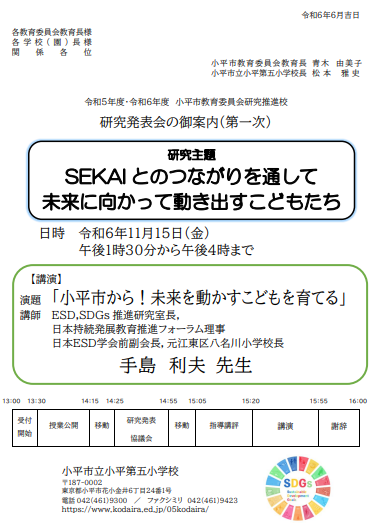 令和6年6月吉日
各教育委員会教育長様
各学校(園)長様
関係各位
小平市教育委員会教育長 青木 由美子
小平市立小平第五小学校長 松本 雅史
令和5年度・令和6年度 小平市教育委員会研究推進校
研究発表会の御案内(第一次)
研究主題
SEKAIとのつながりを通して
未来に向かって動き出すこどもたち
日時 令和6年11月15日(金)
午後1時30分から午後4時まで
【講演】
演題 「小平市から!未来を動かすこどもを育てる」
講師 ESD,SDGs推進研究室長,
日本持続発展教育推進フォーラム理事
日本ESD学会前副会長, 元江東区八名川小学校長
手島 利夫 先生
13:00 13:30 14:15 14:25 14:55 15:05 15:20 15:55 16:00
受付開始 授業公開 移動 研究発表協議会 移動 指導講評 講演 謝辞
小平市立小平第五小学校
〒187-0002
東京都小平市花小金井6丁目24番1号
電話 042(461)9300 / ファクシミリ 042(461)9423
https://www.kodaira.ed.jp/05kodaira/
SDGs